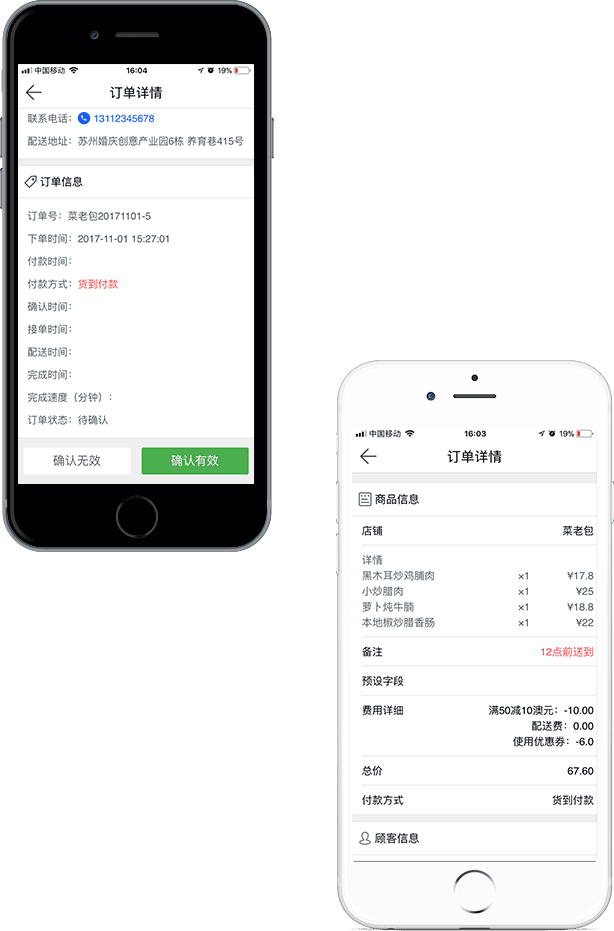 中国移动 16:04 19%
订单详情
联系电话： 13112345678
配送地址： 苏州婚庆创意产业园6栋 养育巷415号
订单信息
订单号： 菜老包20171101-5
下单时间： 2017-11-01 15:27:01
付款时间：
付款方式： 货到付款
确认时间：
接单时间：
配送时间：
完成时间：
完成速度（分钟）：
订单状态： 待确认
确认无效 确认有效
中国移动 16:03 19%
订单详情
商品信息
店铺 菜老包
详情
黑木耳炒鸡脯肉 ×1 ¥17.8
小炒腊肉 ×1 ¥25
萝卜炖牛腩 ×1 ¥18.8
本地椒炒腊香肠 ×1 ¥22
备注 12点前送到
预设字段
费用详细 满50减10澳元：-10.00
配送费：0.00
使用优惠券：-6.0
总价 67.60
付款方式 货到付款
顾客信息